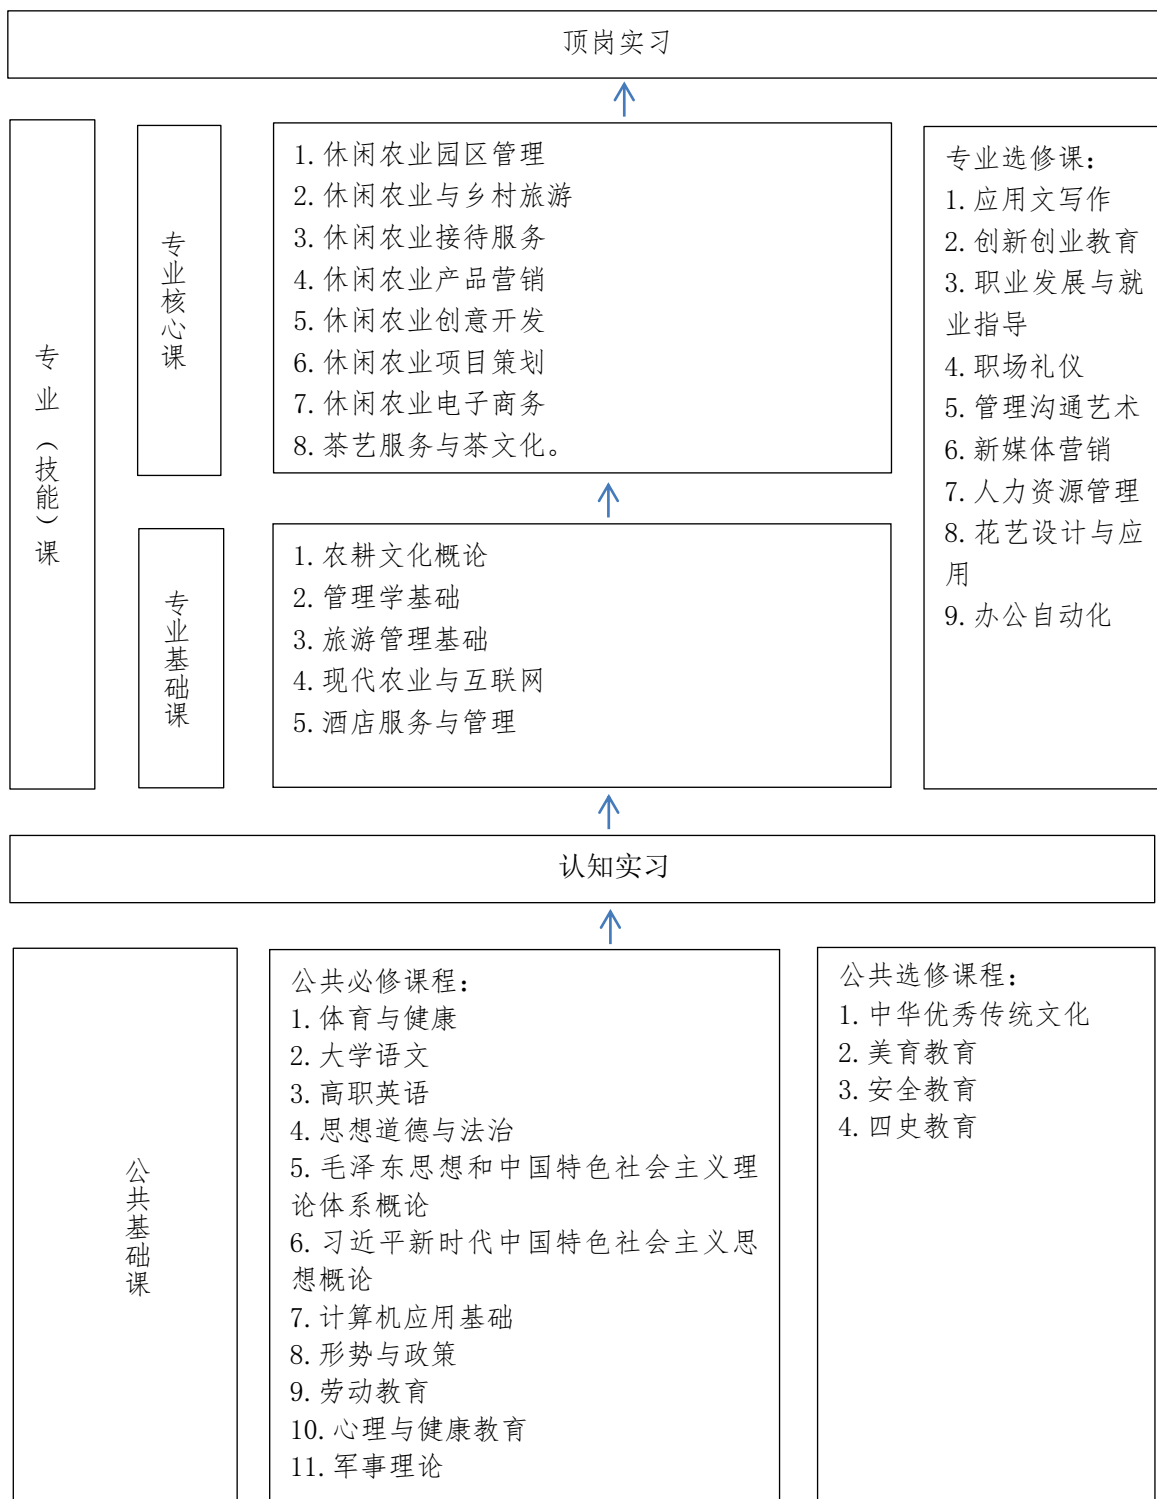 顶岗实习
专业（技能）课
专业核心课
1.休闲农业园区管理
2.休闲农业与乡村旅游
3.休闲农业接待服务
4.休闲农业产品营销
5.休闲农业创意开发
6.休闲农业项目策划
7.休闲农业电子商务
8.茶艺服务与茶文化。
专业基础课
1.农耕文化概论
2.管理学基础
3.旅游管理基础
4.现代农业与互联网
5.酒店服务与管理
专业选修课：
1.应用文写作
2.创新创业教育
3.职业发展与就
业指导
4.职场礼仪
5.管理沟通艺术
6.新媒体营销
7.人力资源管理
8.花艺设计与应
用
9.办公自动化
认知实习
公共基础课
公共必修课程：
1.体育与健康
2.大学语文
3.高职英语
4.思想道德与法治
5.毛泽东思想和中国特色社会主义理
论体系概论
6.习近平新时代中国特色社会主义思
想概论
7.计算机应用基础
8.形势与政策
9.劳动教育
10.心理与健康教育
11.军事理论
公共选修课程：
1.中华优秀传统文化
2.美育教育
3.安全教育
4.四史教育